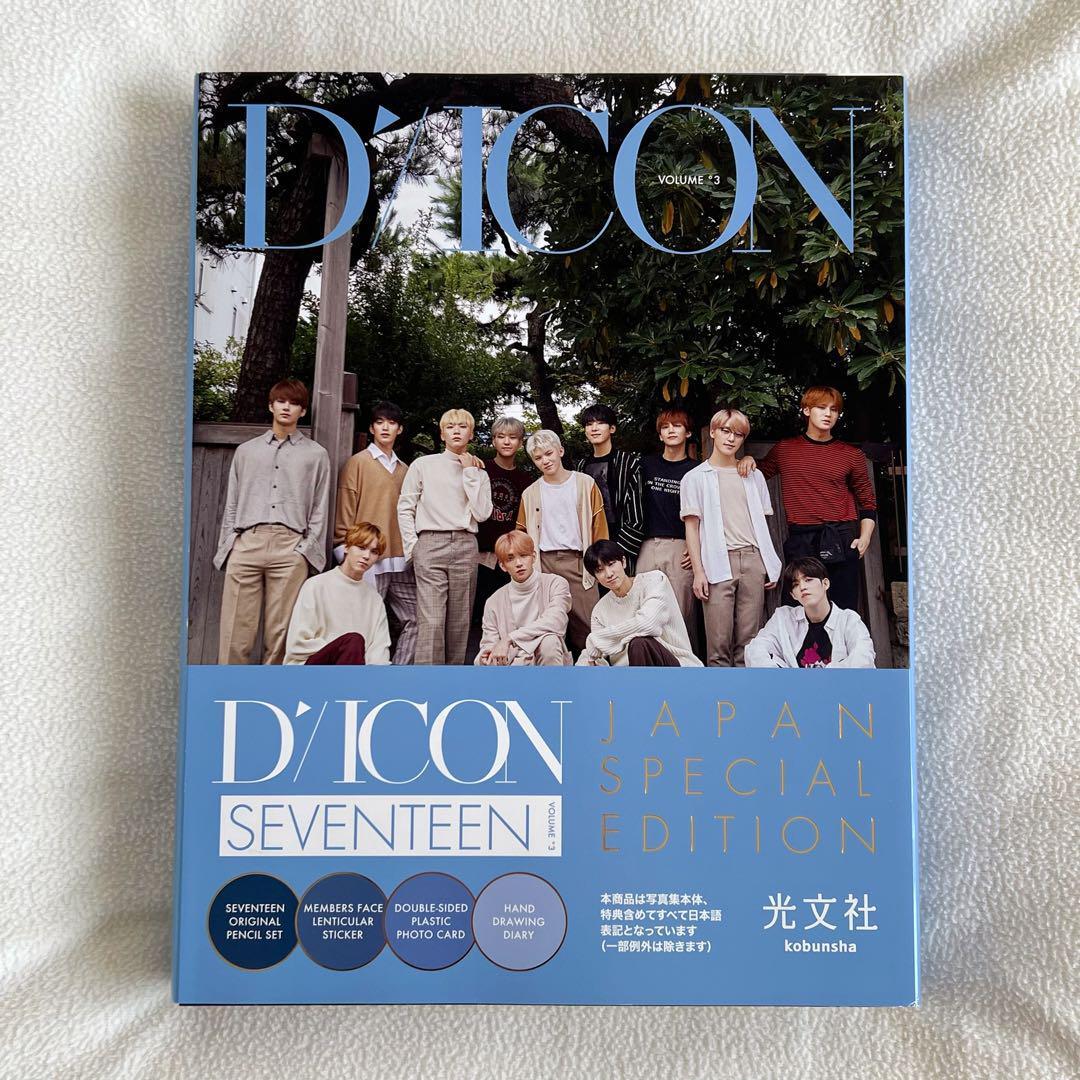 D'/ICON
VOLUME °3
STANDING
IN THE CROWD
ONE NIGHT
D'/ICON
SEVENTEEN
VOLUME °3
JAPAN
SPECIAL
EDITION
SEVENTEEN
ORIGINAL
PENCIL SET
MEMBERS FACE
LENTICULAR
STICKER
DOUBLE-SIDED
PLASTIC
PHOTO CARD
HAND
DRAWING
DIARY
本商品は写真集本体、
特典含めてすべて日本語
表記となっています
(一部例外は除きます)
光文社
kobunsha